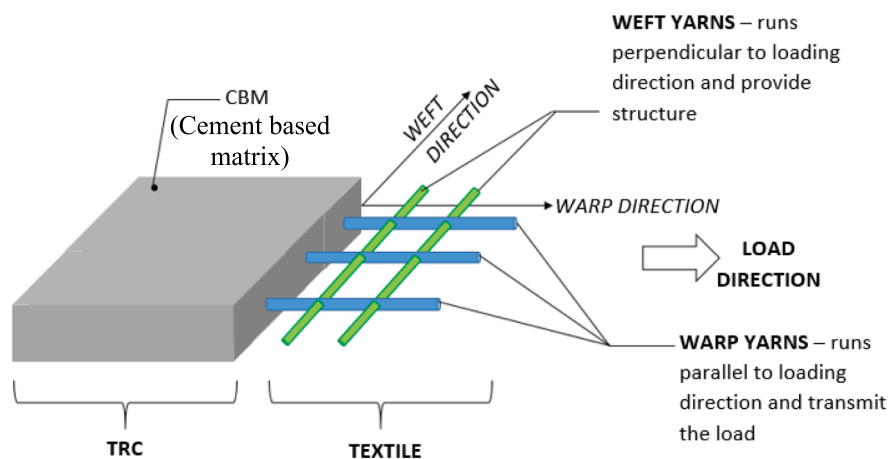 WEFT YARNS – runs
perpendicular to loading
direction and provide
structure
CBM
(Cement based
matrix)
WEFT
DIRECTION
WARP DIRECTION
LOAD
DIRECTION
WARP YARNS – runs
parallel to loading
direction and transmit
the load
TRC
TEXTILE